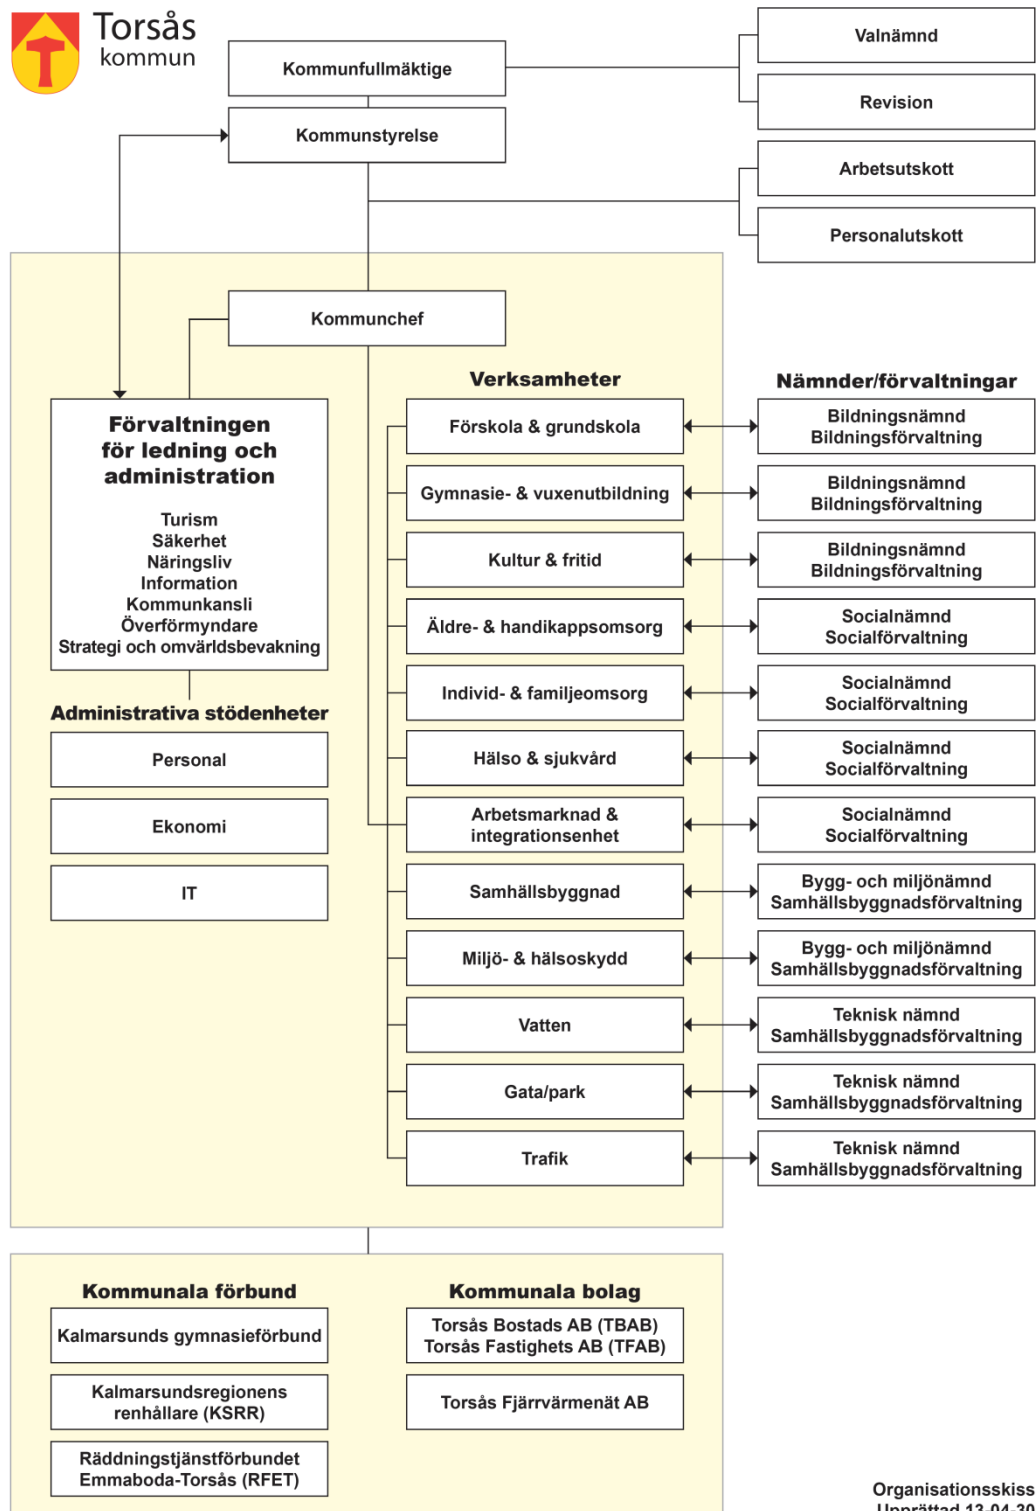 Torsås
kommun
Kommunfullmäktige
Valnämnd
Revision
Kommunstyrelse
Arbetsutskott
Personalutskott
Kommunchef
Förvaltningen
för ledning och
administration
Turism
Säkerhet
Näringsliv
Information
Kommunkansli
Överförmyndare
Strategi och omvärldsbevakning
Administrativa stödenheter
Personal
Ekonomi
IT
Verksamheter
Nämnder/förvaltningar
Förskola & grundskola
Bildningsnämnd
Bildningsförvaltning
Gymnasie- & vuxenutbildning
Bildningsnämnd
Bildningsförvaltning
Kultur & fritid
Bildningsnämnd
Bildningsförvaltning
Äldre- & handikappsomsorg
Socialnämnd
Socialförvaltning
Individ- & familjeomsorg
Socialnämnd
Socialförvaltning
Hälso & sjukvård
Socialnämnd
Socialförvaltning
Arbetsmarknad &
integrationsenhet
Socialnämnd
Socialförvaltning
Samhällsbyggnad
Bygg- och miljönämnd
Samhällsbyggnadsförvaltning
Miljö- & hälsoskydd
Bygg- och miljönämnd
Samhällsbyggnadsförvaltning
Vatten
Teknisk nämnd
Samhällsbyggnadsförvaltning
Gata/park
Teknisk nämnd
Samhällsbyggnadsförvaltning
Trafik
Teknisk nämnd
Samhällsbyggnadsförvaltning
Kommunala förbund
Kalmarsunds gymnasieförbund
Kalmarsundsregionens
renhållare (KSRR)
Räddningstjänstförbundet
Emmaboda-Torsås (RFET)
Kommunala bolag
Torsås Bostads AB (TBAB)
Torsås Fastighets AB (TFAB)
Torsås Fjärrvärmenät AB
Organisationsskiss
Upprättad 13-04-30